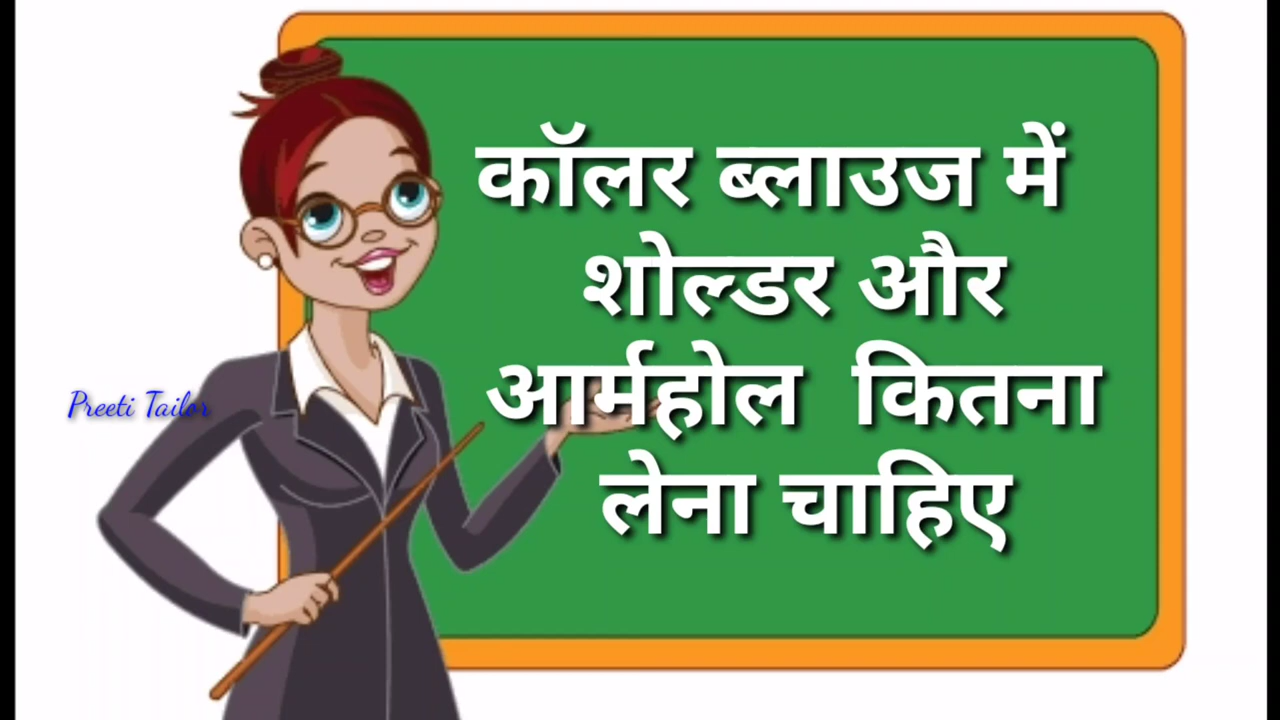 कॉलर ब्लाउज में
शोल्डर और
आर्महोल कितना
लेना चाहिए
Preeti Tailor